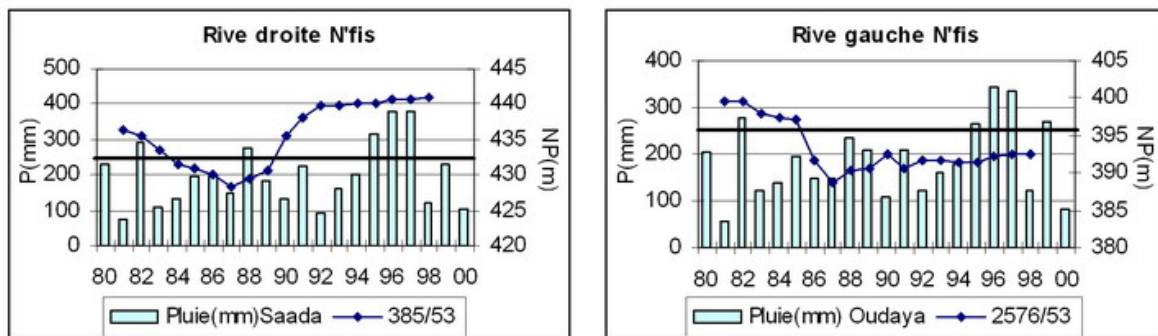 Rive droite N'fis
P(mm)
500
400
300
200
100
0
NP(m)
445
440
435
430
425
420
80 82 84 86 88 90 92 94 96 98 00
Pluie(mm)Saada 385/53
Rive gauche N'fis
P(mm)
400
300
200
100
0
NP(m)
405
400
395
390
385
380
80 82 84 86 88 90 92 94 96 98 00
Pluie(mm) Oudaya 2576/53